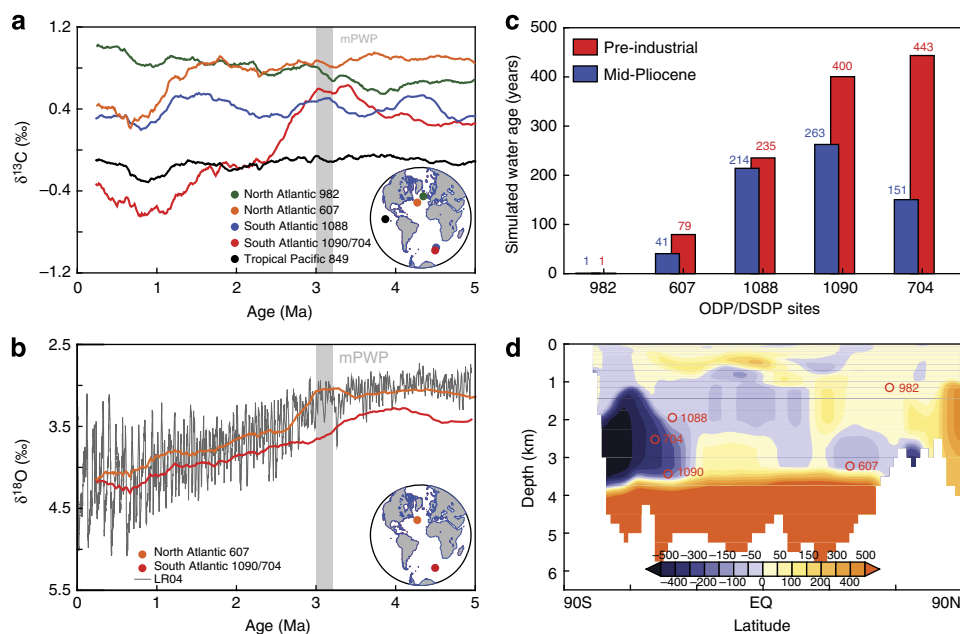 a
1.2
0.4
−0.4
−1.2
δ13C (‰)
mPWP
North Atlantic 982
North Atlantic 607
South Atlantic 1088
South Atlantic 1090/704
Tropical Pacific 849
0 1 2 3 4 5
Age (Ma)
b
2.5
3.5
4.5
5.5
δ18O (‰)
mPWP
North Atlantic 607
South Atlantic 1090/704
LR04
0 1 2 3 4 5
Age (Ma)
c
500
400
300
200
100
0
Simulated water age (years)
Pre-industrial
Mid-Pliocene
1 1
41 79
214 235
263 400
151 443
982 607 1088 1090 704
ODP/DSDP sites
d
0
1
2
3
4
5
6
Depth (km)
982
1088
704
1090
607
−500 −300 −150 −50 50 150 300 500
−400 −200 −100 0 100 200 400
90S EQ 90N
Latitude